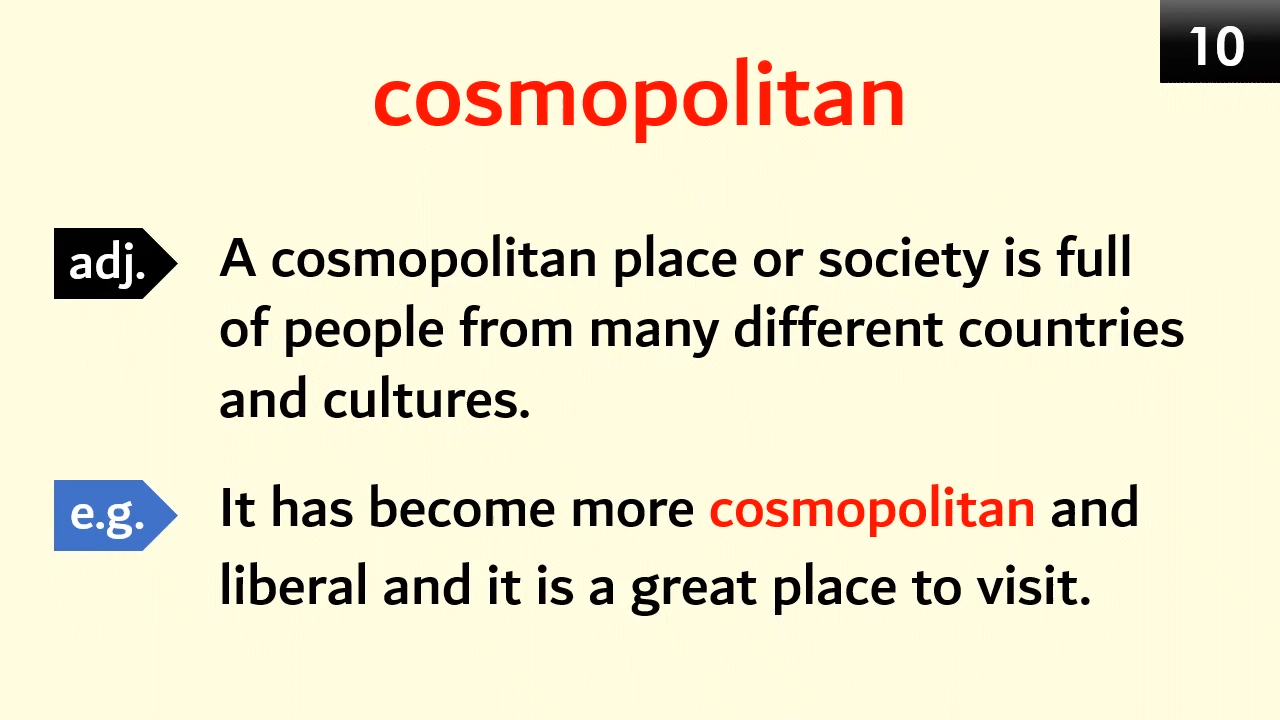 10
cosmopolitan
adj.
A cosmopolitan place or society is full
of people from many different countries
and cultures.
e.g.
It has become more cosmopolitan and
liberal and it is a great place to visit.